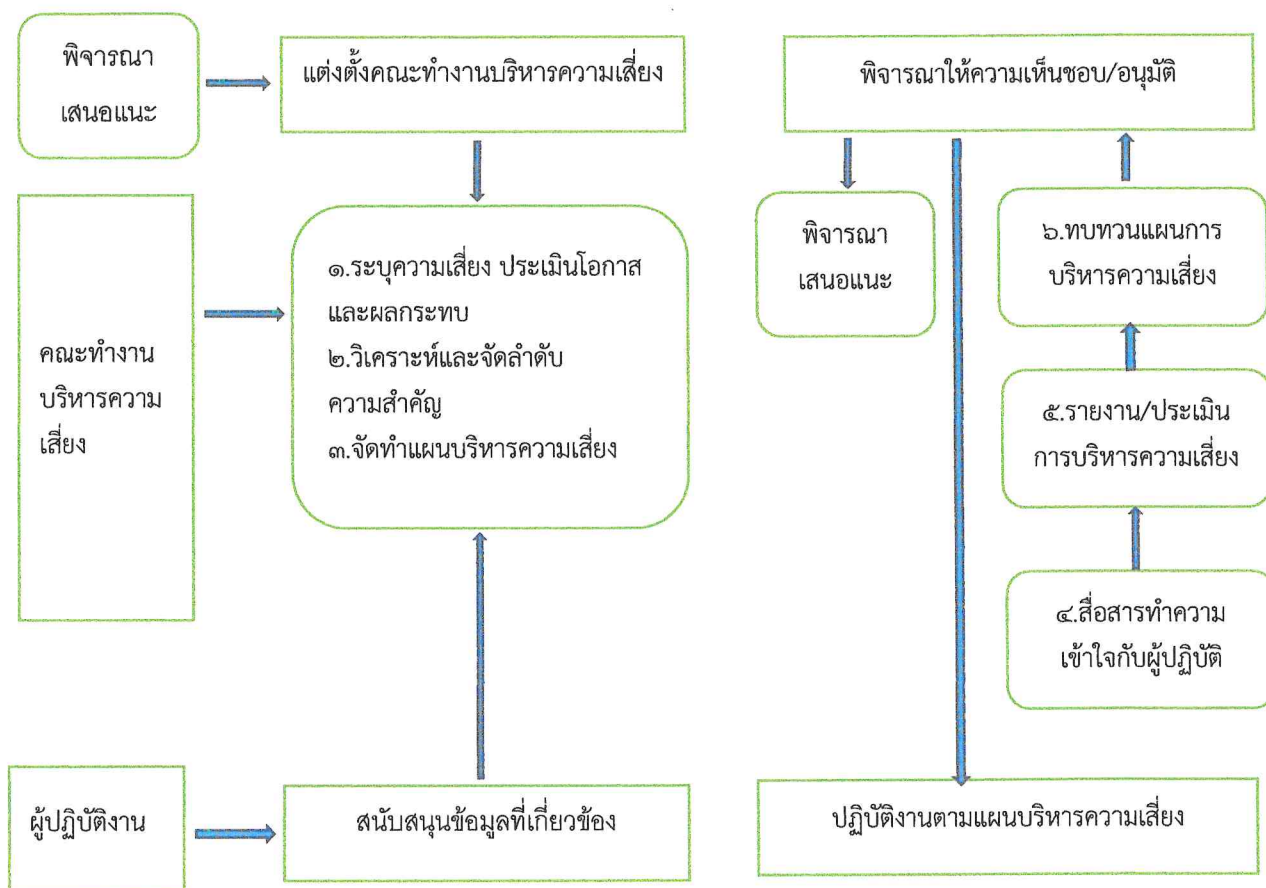 พิจารณา
เสนอแนะ
แต่งตั้งคณะทำงานบริหารความเสี่ยง
พิจารณาให้ความเห็นชอบ/อนุมัติ
คณะทำงาน
บริหารความ
เสี่ยง
๑.ระบุความเสี่ยง ประเมินโอกาส
และผลกระทบ
๒.วิเคราะห์และจัดลำดับ
ความสำคัญ
๓.จัดทำแผนบริหารความเสี่ยง
พิจารณา
เสนอแนะ
๖.ทบทวนแผนการ
บริหารความเสี่ยง
๕.รายงาน/ประเมิน
การบริหารความเสี่ยง
๔.สื่อสารทำความ
เข้าใจกับผู้ปฏิบัติ
ผู้ปฏิบัติงาน
สนับสนุนข้อมูลที่เกี่ยวข้อง
ปฏิบัติงานตามแผนบริหารความเสี่ยง